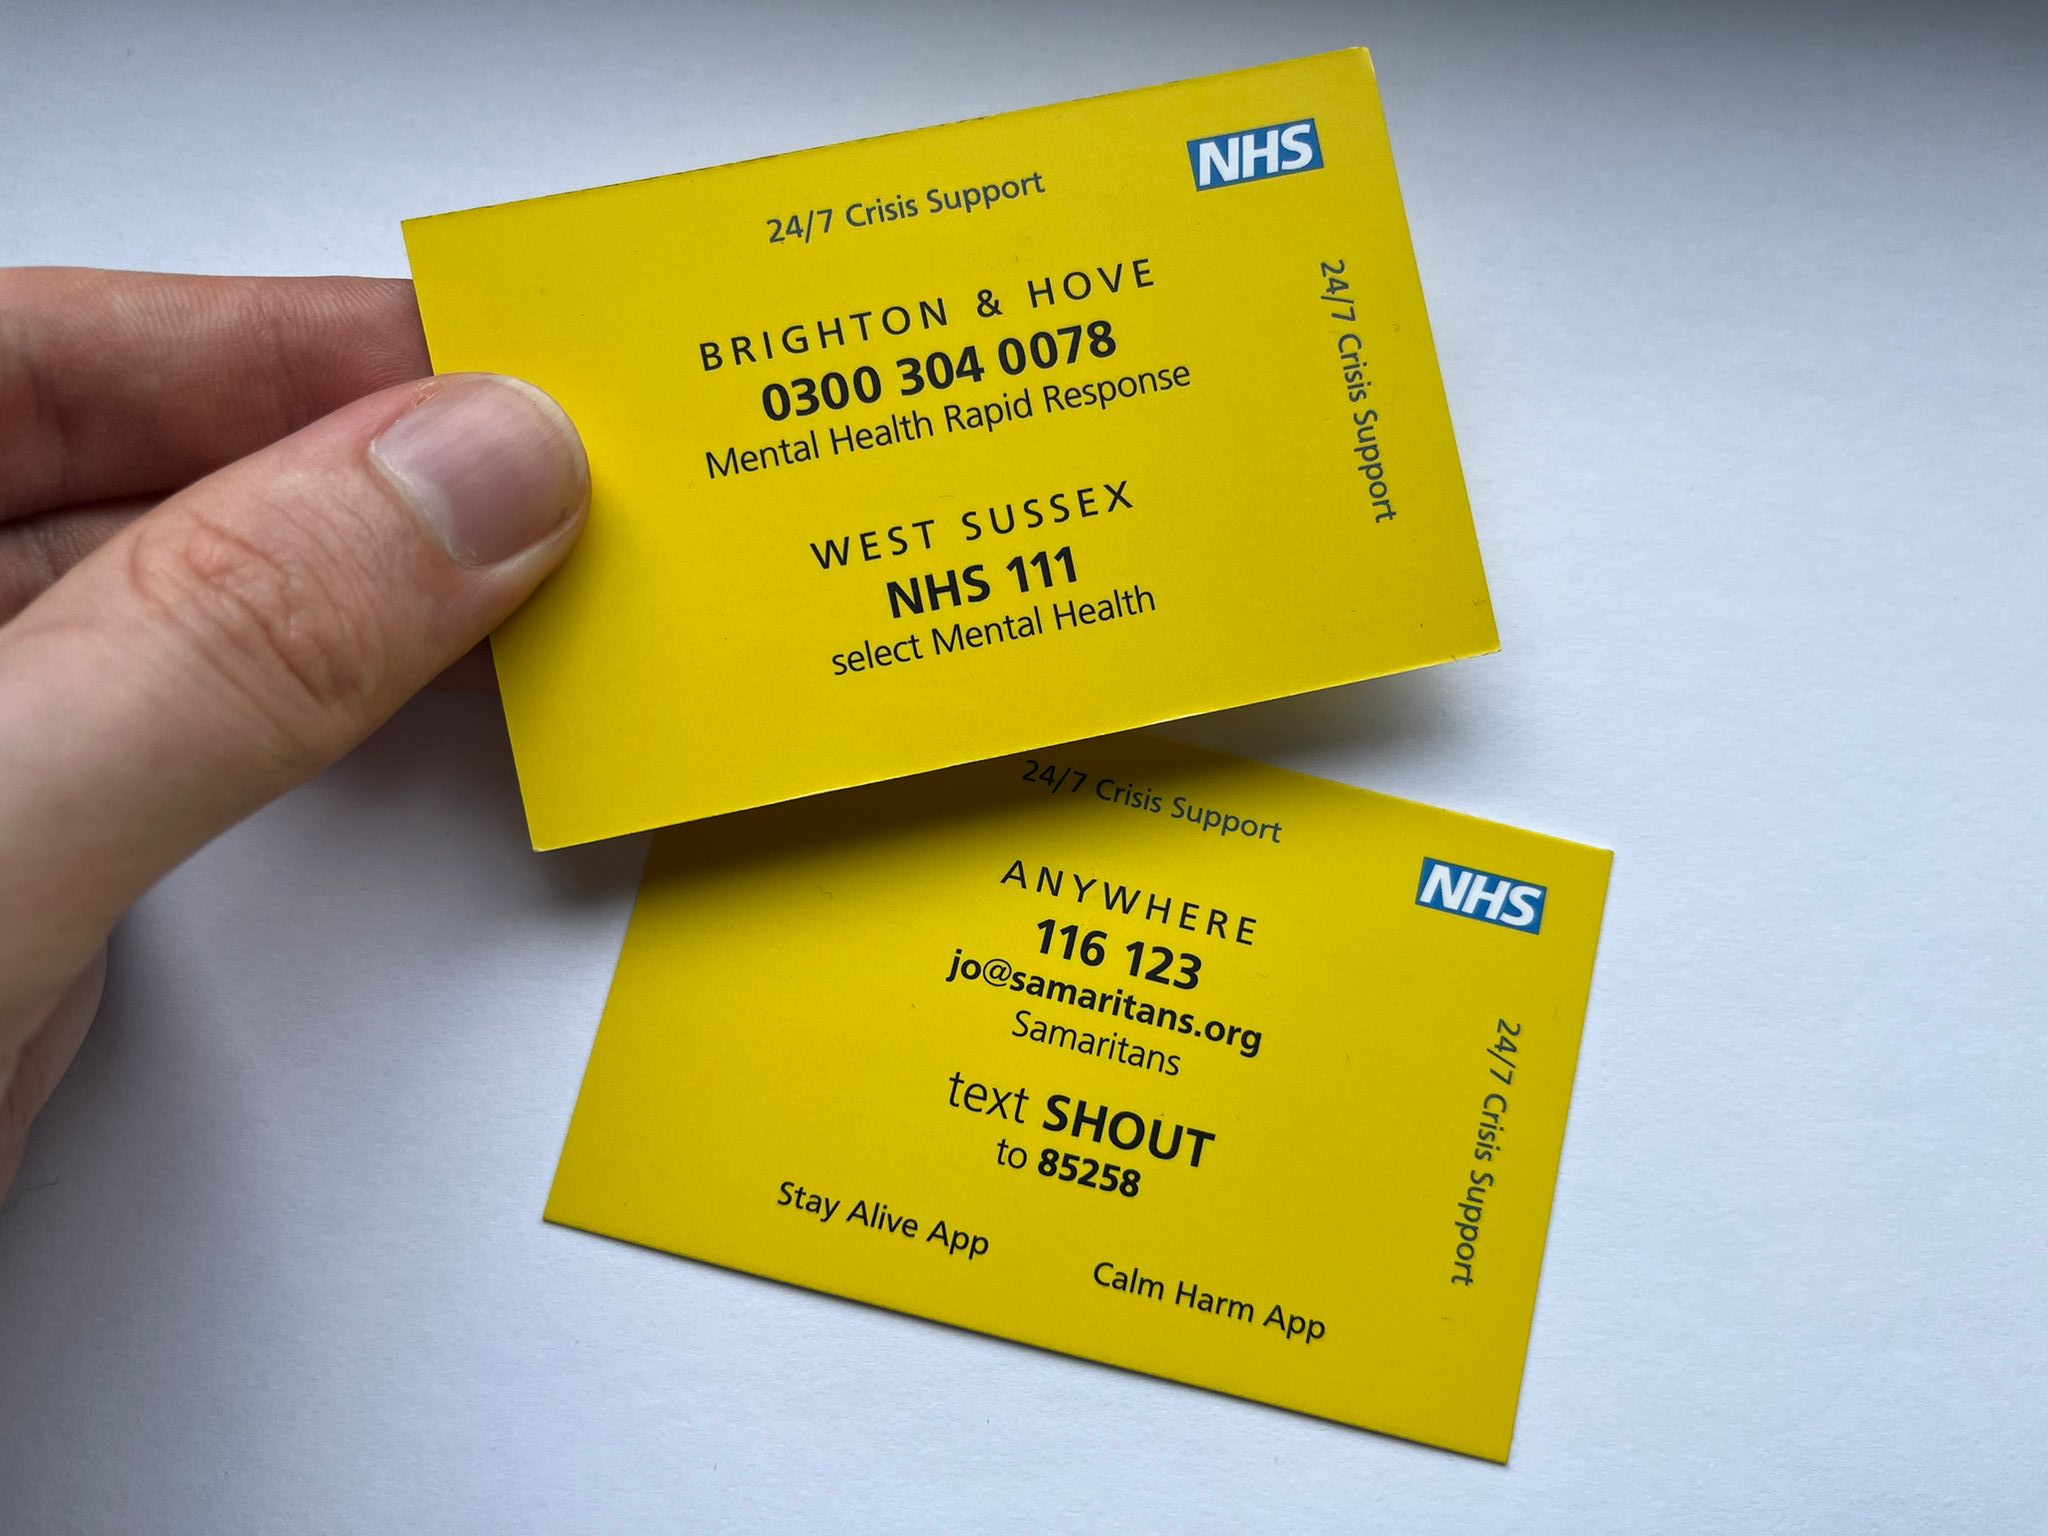 NHS
24/7 Crisis Support
24/7 Crisis Support
BRIGHTON & HOVE
0300 304 0078
Mental Health Rapid Response
WEST SUSSEX
NHS 111
select Mental Health
24/7 Crisis Support
NHS
ANYWHERE
116 123
jo@samaritans.org
Samaritans
text SHOUT
to 85258
24/7 Crisis Support
Stay Alive App
Calm Harm App